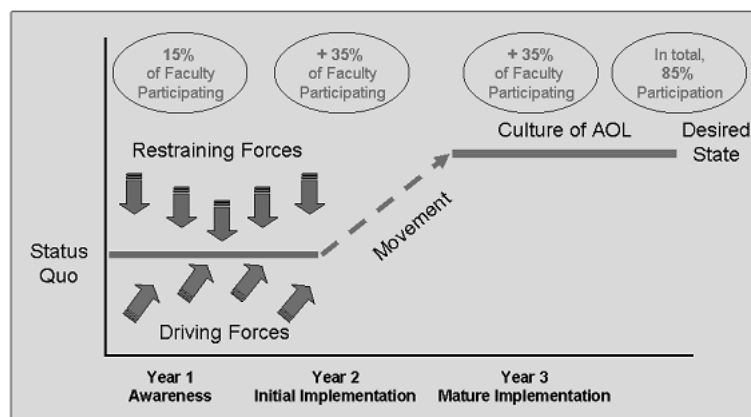 15%
of Faculty
Participating
+ 35%
of Faculty
Participating
+ 35%
of Faculty
Participating
In total,
85%
Participation
Restraining Forces
Culture of AOL
Desired
State
Movement
Status
Quo
Driving Forces
Year 1
Awareness
Year 2
Initial Implementation
Year 3
Mature Implementation